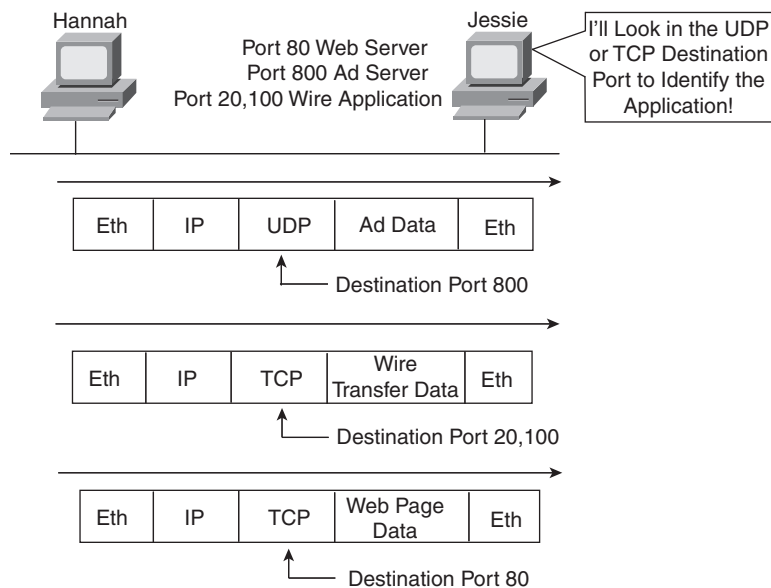 Hannah
Jessie
Port 80 Web Server
Port 800 Ad Server
Port 20,100 Wire Application
I'll Look in the UDP
or TCP Destination
Port to Identify the
Application!
Eth IP UDP Ad Data Eth
Destination Port 800
Eth IP TCP Wire
Transfer Data Eth
Destination Port 20,100
Eth IP TCP Web Page
Data Eth
Destination Port 80